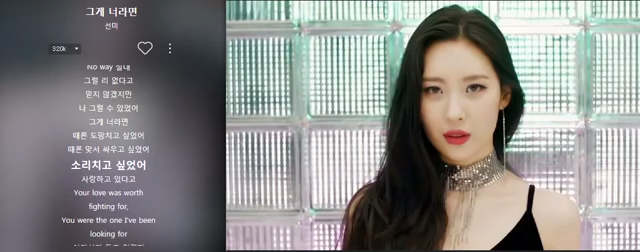 그게 너라면
선미
320k
No way 절대
그럴 리 없다고
믿지 않겠지만
나 그럴 수 있었어
그게 너라면
때론 도망치고 싶었어
때론 맞서 싸우고 싶었어
소리치고 싶었어
사랑하고 있다고
Your love was worth
fighting for,
You were the one I've been
looking for